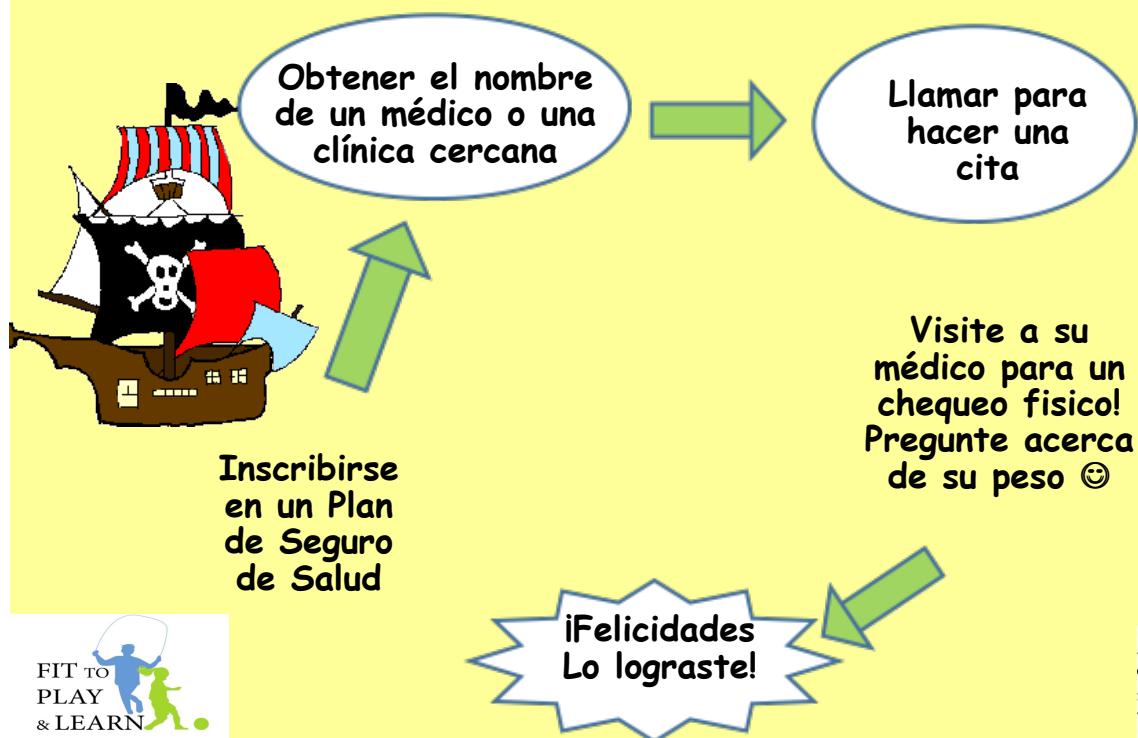 Obtener el nombre
de un médico o una
clínica cercana
Llamar para
hacer una
cita
Visite a su
médico para un
chequeo fisico!
Pregunte acerca
de su peso ☺
Inscribirse
en un Plan
de Seguro
de Salud
¡Felicidades
Lo lograste!
FIT TO
PLAY
& LEARN